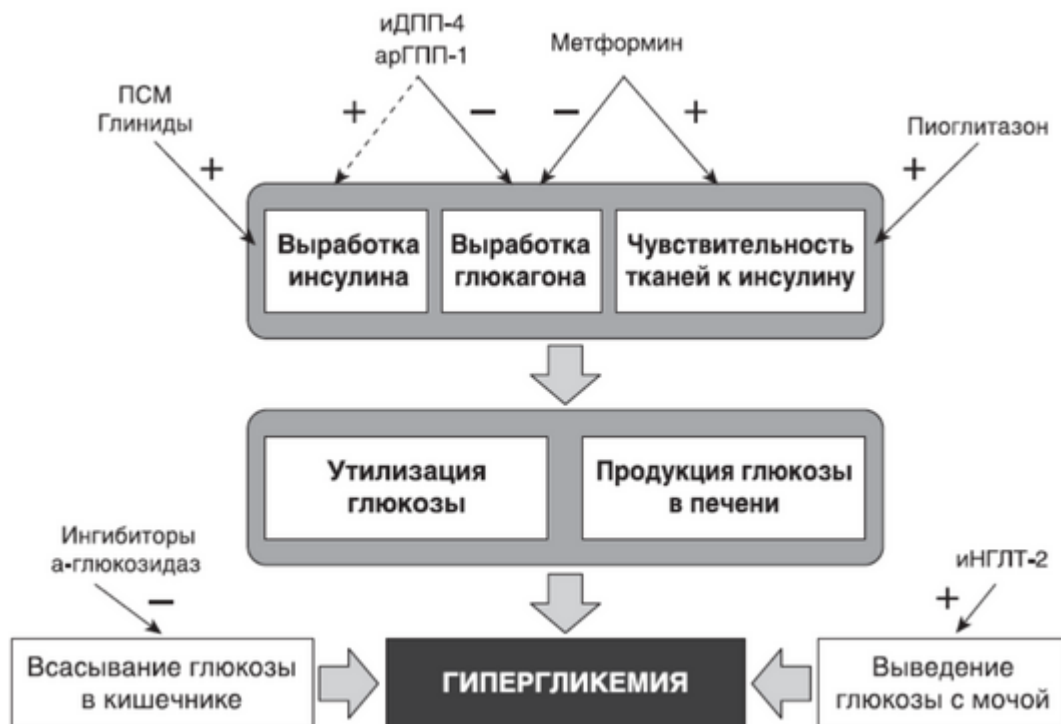 иДПП-4
арГПП-1
Метформин
ПСМ
Глиниды
Пиоглитазон
+
–
–
+
+
+
Выработка
инсулина
Выработка
глюкагона
Чувствительность
тканей к инсулину
Утилизация
глюкозы
Продукция глюкозы
в печени
Ингибиторы
а-глюкозидаз
иНГЛТ-2
–
+
Всасывание глюкозы
в кишечнике
ГИПЕРГЛИКЕМИЯ
Выведение
глюкозы с мочой